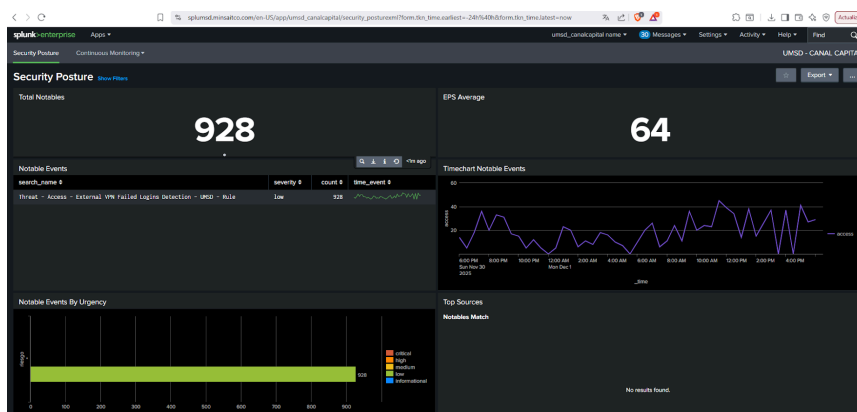 splumsd.minsaitco.com/en-US/app/umsd_canalcapital/security_posturexml?form.tkn_time.earliest=-24h%40h&form.tkn_time.latest=now
Actualiz
splunk>enterprise Apps
umsd_canalcapital name 30 Messages Settings Activity Help Find
Security Posture Continuous Monitoring
UMSD - CANAL CAPITA
Security Posture Show Filters
Export ...
Total Notables
928
EPS Average
64
Notable Events
<1m ago
search_name severity count time_event
Threat - Access - External VPN Failed Logins Detection - UMSD - Rule low 928
Timechart Notable Events
60
40
20
access
access
6:00 PM 8:00 PM 10:00 PM 12:00 AM 2:00 AM 4:00 AM 6:00 AM 8:00 AM 10:00 AM 12:00 PM 2:00 PM 4:00 PM
Sun Nov 30 Mon Dec 1
2025
_time
Notable Events By Urgency
riesgo
928
critical
high
medium
low
informational
0 100 200 300 400 500 600 700 800 900
Top Sources
Notables Match
No results found.